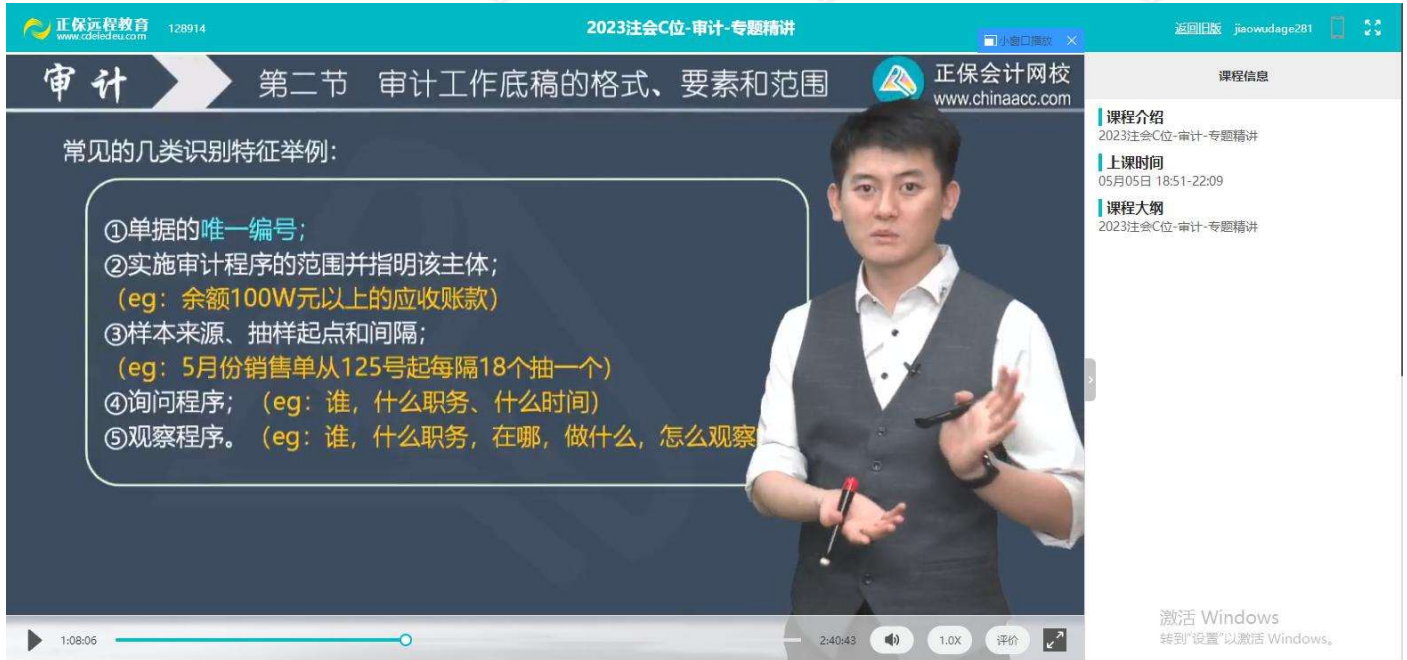 正保远程教育
www.cdeledu.com
128914
2023注会C位-审计-专题精讲
小窗口播放
返回旧版 jiaowudage281
审计 第二节 审计工作底稿的格式、要素和范围
正保会计网校
www.chinaacc.com
常见的几类识别特征举例:
①单据的唯一编号;
②实施审计程序的范围并指明该主体;
(eg: 余额100W元以上的应收账款)
③样本来源、抽样起点和间隔;
(eg: 5月份销售单从125号起每隔18个抽一个)
④询问程序; (eg: 谁, 什么职务、什么时间)
⑤观察程序。(eg: 谁, 什么职务, 在哪, 做什么, 怎么观察
1:08:06
2:40:43
1.0X
评价
课程信息
课程介绍
2023注会C位-审计-专题精讲
上课时间
05月05日 18:51-22:09
课程大纲
2023注会C位-审计-专题精讲
激活 Windows
转到"设置"以激活 Windows。